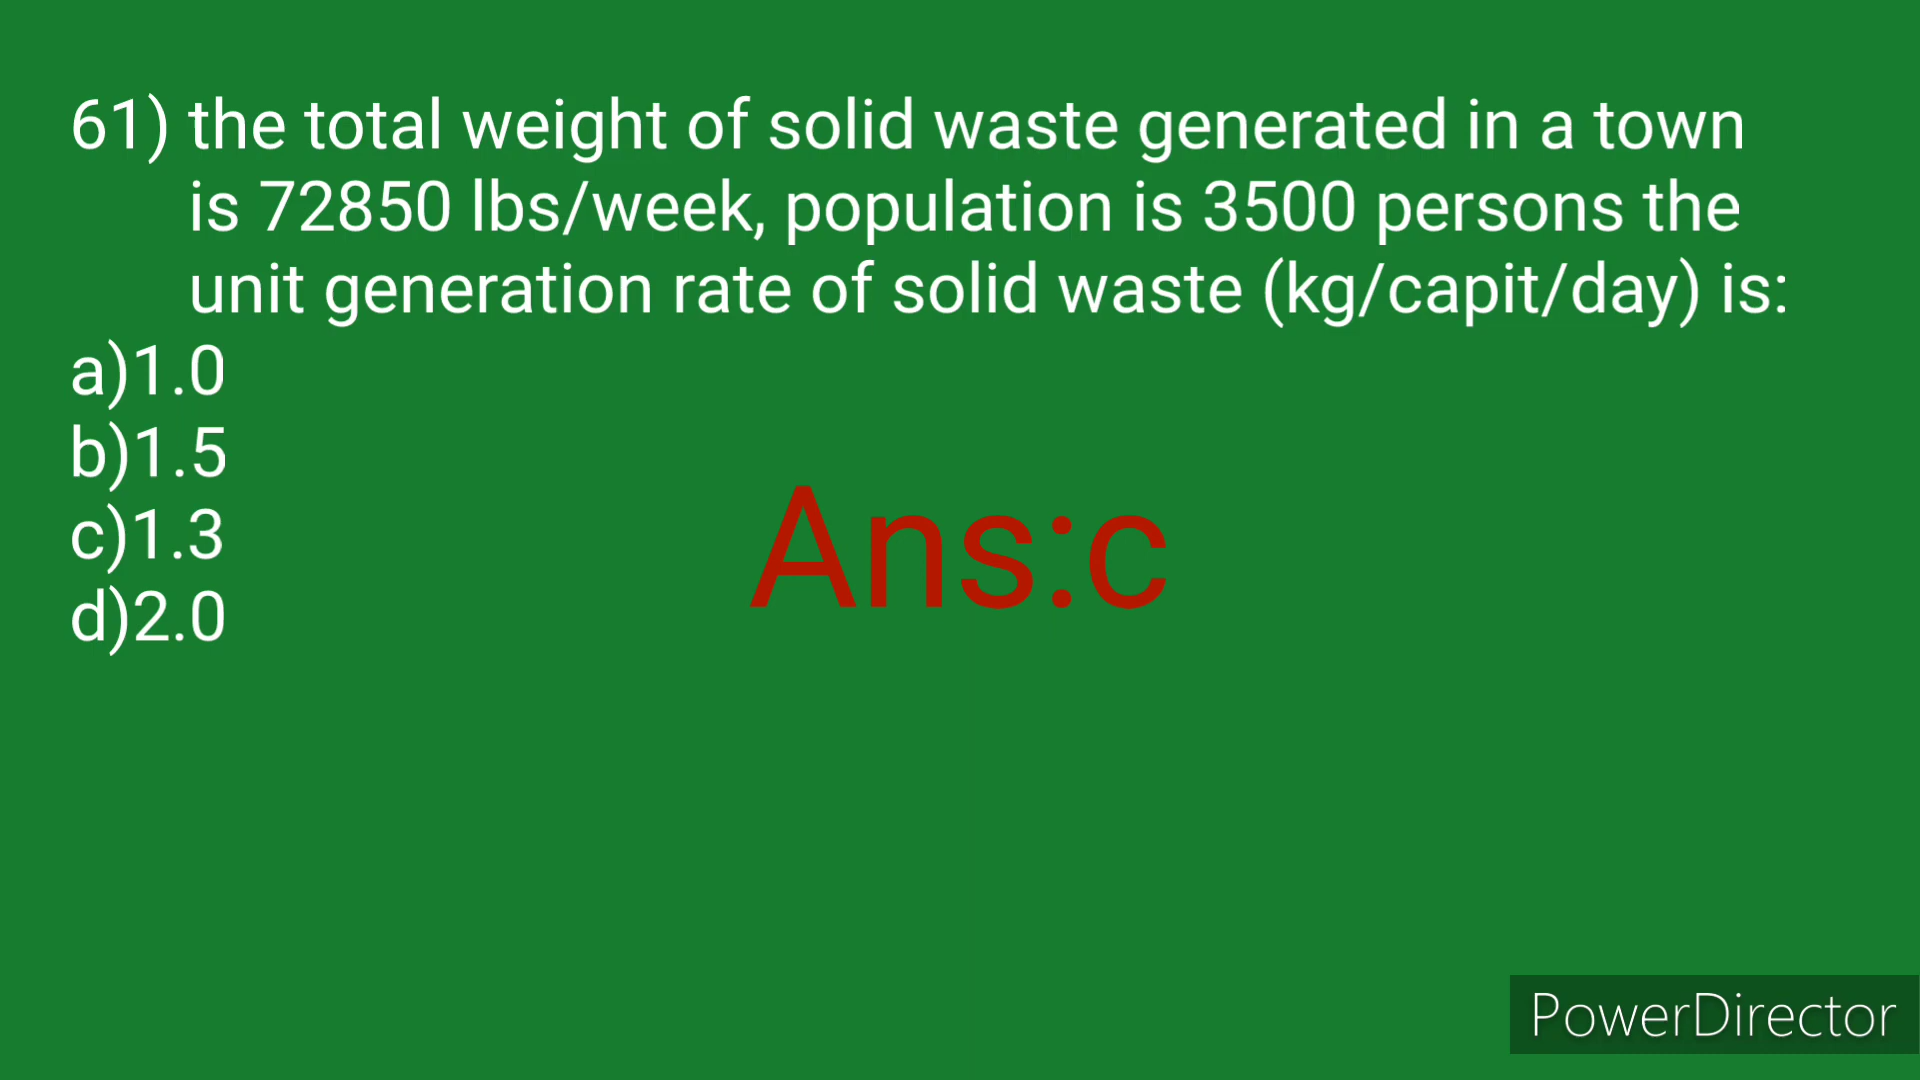 61) the total weight of solid waste generated in a town
is 72850 lbs/week, population is 3500 persons the
unit generation rate of solid waste (kg/capit/day) is:
a)1.0
b)1.5
c)1.3
d)2.0
Ans:c
PowerDirector